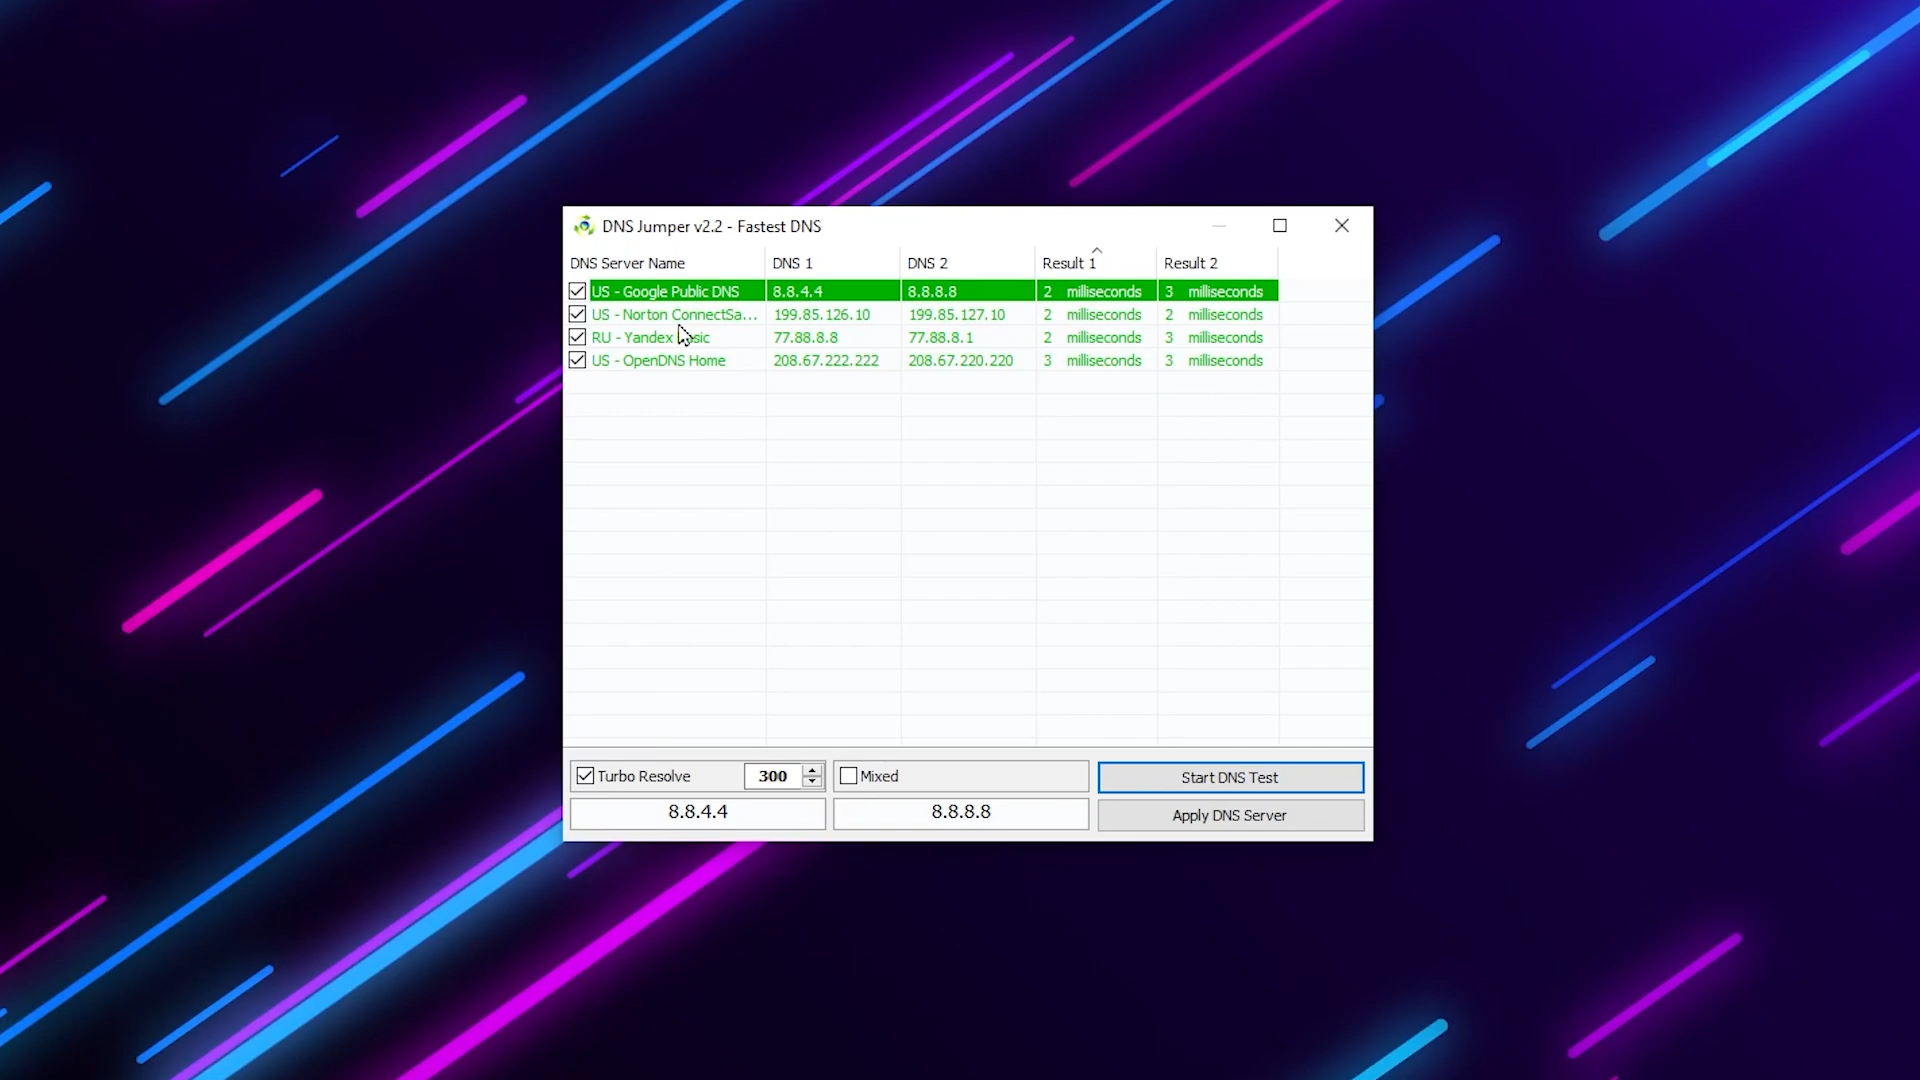 DNS Jumper v2.2 - Fastest DNS
DNS Server Name DNS 1 DNS 2 Result 1 Result 2
US - Google Public DNS 8.8.4.4 8.8.8.8 2 milliseconds 3 milliseconds
US - Norton ConnectSa... 199.85.126.10 199.85.127.10 2 milliseconds 2 milliseconds
RU - Yandex 77.88.8.8 77.88.8.1 2 milliseconds 3 milliseconds
US - OpenDNS Home 208.67.222.222 208.67.220.220 3 milliseconds 3 milliseconds
Turbo Resolve 300 Mixed Start DNS Test
8.8.4.4 8.8.8.8 Apply DNS Server